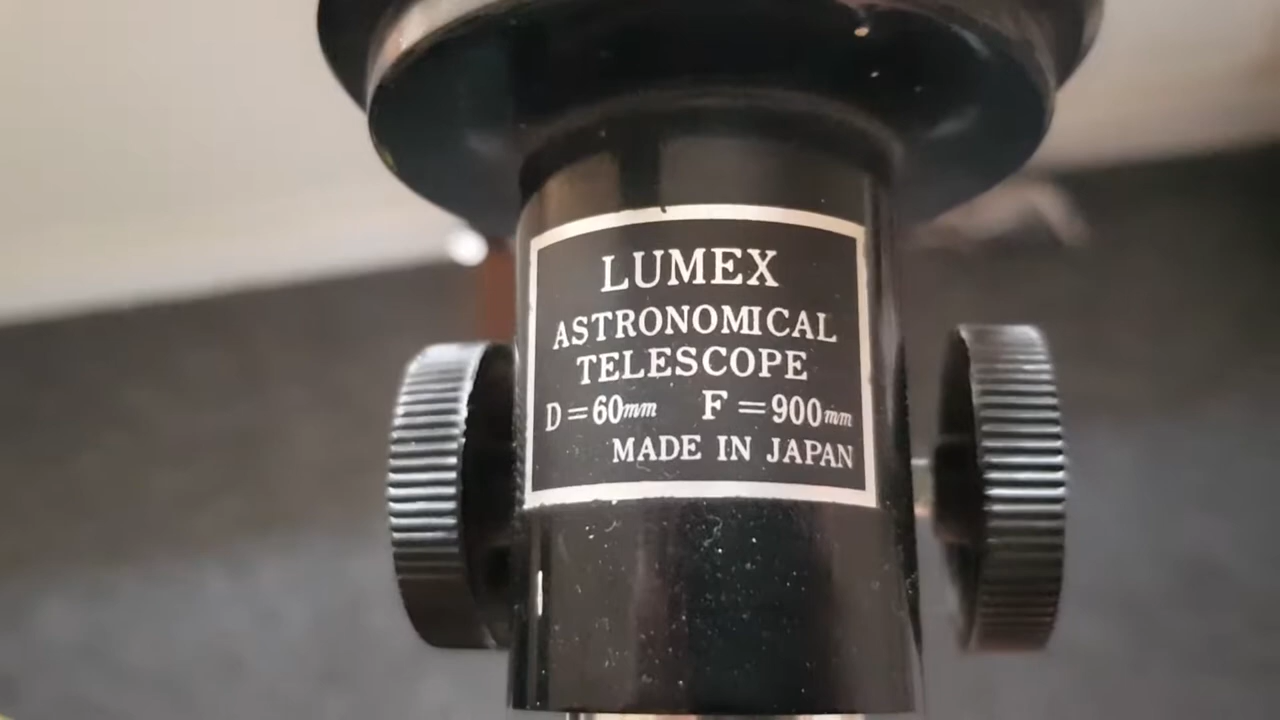 LUMEX
ASTRONOMICAL
TELESCOPE
D=60mm F=900mm
MADE IN JAPAN